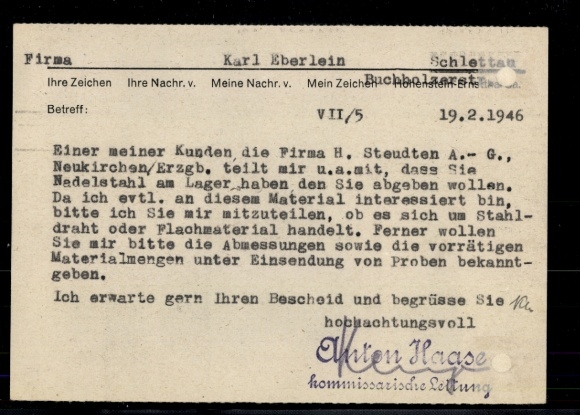 Firma Karl Eberlein Schlettau
Buchholzerstr.
Ihre Zeichen Ihre Nachr. v. Meine Nachr. v. Mein Zeichen Hohenstein-Ernstthal
Betreff: VII/5 19.2.1946
Einer meiner Kunden, die Firma H. Steudten A.- G.,
Neukirchen/Erzgb. teilt mir u.a.mit, dass Sie
Nadelstahl am Lager haben den Sie abgeben wollen.
Da ich evtl. an diesem Material interessiert bin,
bitte ich Sie mir mitzuteilen, ob es sich um Stahl-
draht oder Flachmaterial handelt. Ferner wollen
Sie mir bitte die Abmessungen sowie die vorrätigen
Materialmengen unter Einsendung von Proben bekannt-
geben.
Ich erwarte gern Ihren Bescheid und begrüsse Sie
hochachtungsvoll
Anton Haase
kommissarische Leitung